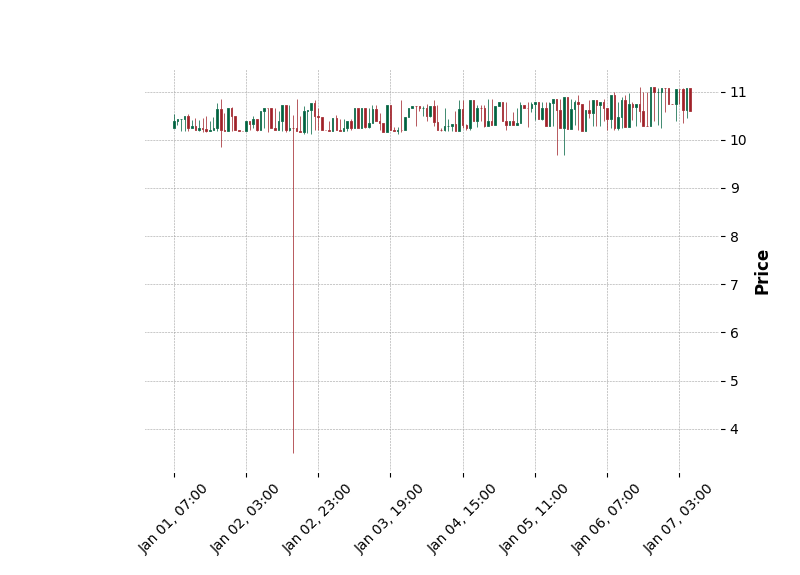 11
10
9
8
7
6
5
4
Price
Jan 01, 07:00
Jan 02, 03:00
Jan 02, 23:00
Jan 03, 19:00
Jan 04, 15:00
Jan 05, 11:00
Jan 06, 07:00
Jan 07, 03:00